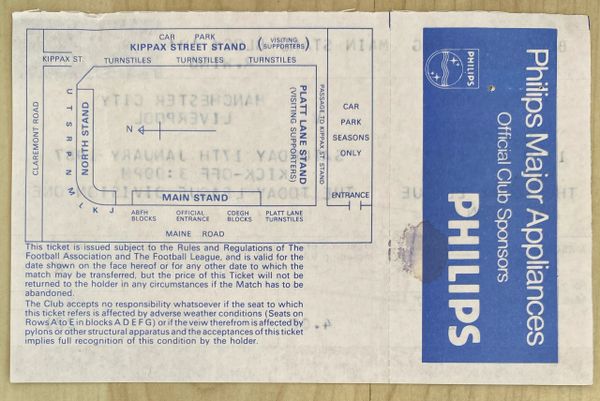 CAR PARK
KIPPAX STREET STAND (VISITING SUPPORTERS)
KIPPAX ST.
TURNSTILES TURNSTILES TURNSTILES
CLAREMONT ROAD
U T S R P N M L K J
NORTH STAND
N
PLATT LANE STAND
(VISITING SUPPORTERS)
PASSAGE TO KIPPAX ST STAND
CAR
PARK
SEASONS
ONLY
ENTRANCE
MAIN STAND
ABFH BLOCKS
OFFICIAL ENTRANCE
CDEGH BLOCKS
PLATT LANE TURNSTILES
MAINE ROAD
This ticket is issued subject to the Rules and Regulations of The
Football Association and The Football League, and is valid for the
date shown on the face hereof or for any other date to which the
match may be transferred, but the price of this Ticket will not be
returned to the holder in any circumstances if the Match has to be
abandoned.
The Club accepts no responsibility whatsoever if the seat to which
this ticket refers is affected by adverse weather conditions (Seats on
Rows A to E in blocks A D E F G) or if the veiw therefrom is affected by
pylons or other structural apparatus and the acceptances of this ticket
implies full recognition of this condition by the holder.
PHILIPS
Philips Major Appliances
Official Club Sponsors
PHILIPS
MANCHESTER CITY
LIVERPOOL
17TH JANUARY
KICK-OFF 3.00PM
THE TODAY LEAGUE DIVISION ONE